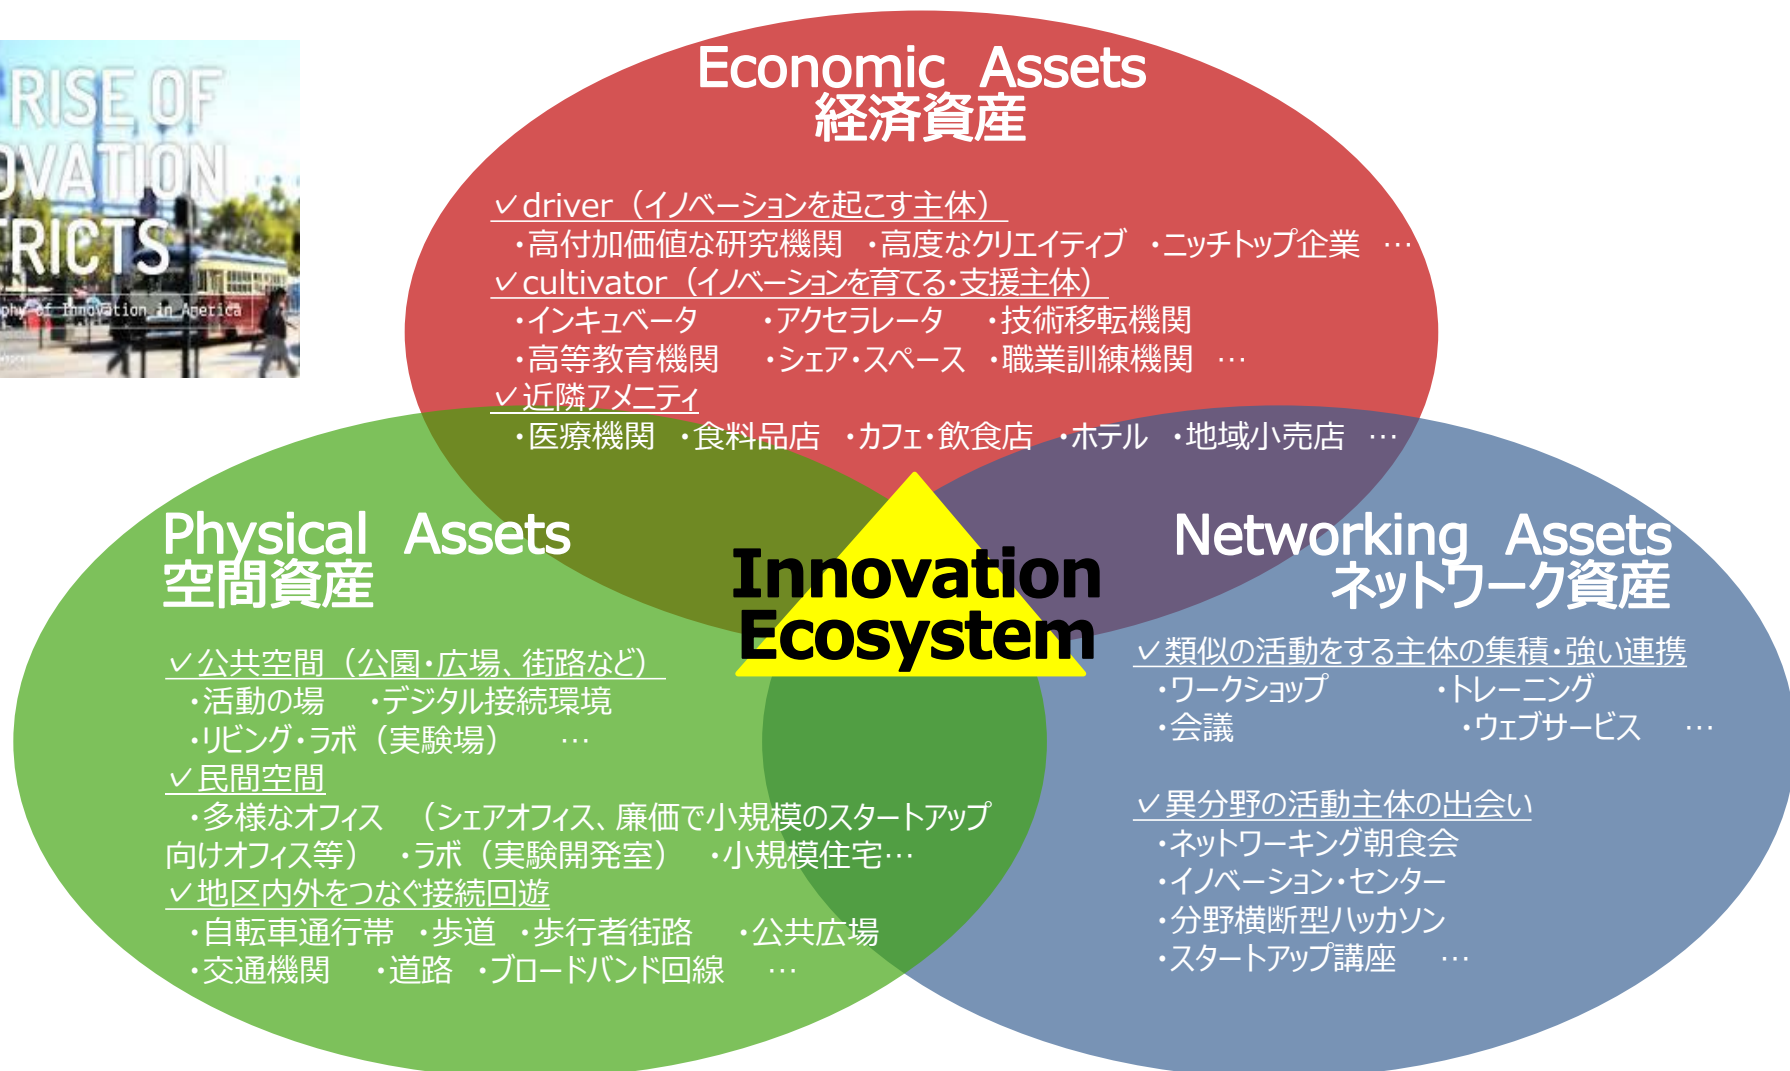 RISE OF
TRICTS
of Innovation in America
Economic Assets
経済資産
✓driver（イノベーションを起こす主体）
・高付加価値な研究機関 ・高度なクリエイティブ ・ニッチトップ企業 …
✓cultivator（イノベーションを育てる・支援主体）
・インキュベータ ・アクセラレータ ・技術移転機関
・高等教育機関 ・シェア・スペース ・職業訓練機関 …
✓近隣アメニティ
・医療機関 ・食料品店 ・カフェ・飲食店 ・ホテル ・地域小売店 …
Innovation
Ecosystem
Physical Assets
空間資産
✓公共空間（公園・広場、街路など）
・活動の場 ・デジタル接続環境
・リビング・ラボ（実験場） …
✓民間空間
・多様なオフィス （シェアオフィス、廉価で小規模のスタートアップ
向けオフィス等） ・ラボ（実験開発室） ・小規模住宅…
✓地区内外をつなぐ接続回遊
・自転車通行帯 ・歩道 ・歩行者街路 ・公共広場
・交通機関 ・道路 ・ブロードバンド回線 …
Networking Assets
ネットワーク資産
✓類似の活動をする主体の集積・強い連携
・ワークショップ ・トレーニング
・会議 ・ウェブサービス …
✓異分野の活動主体の出会い
・ネットワーキング朝食会
・イノベーション・センター
・分野横断型ハッカソン
・スタートアップ講座 …